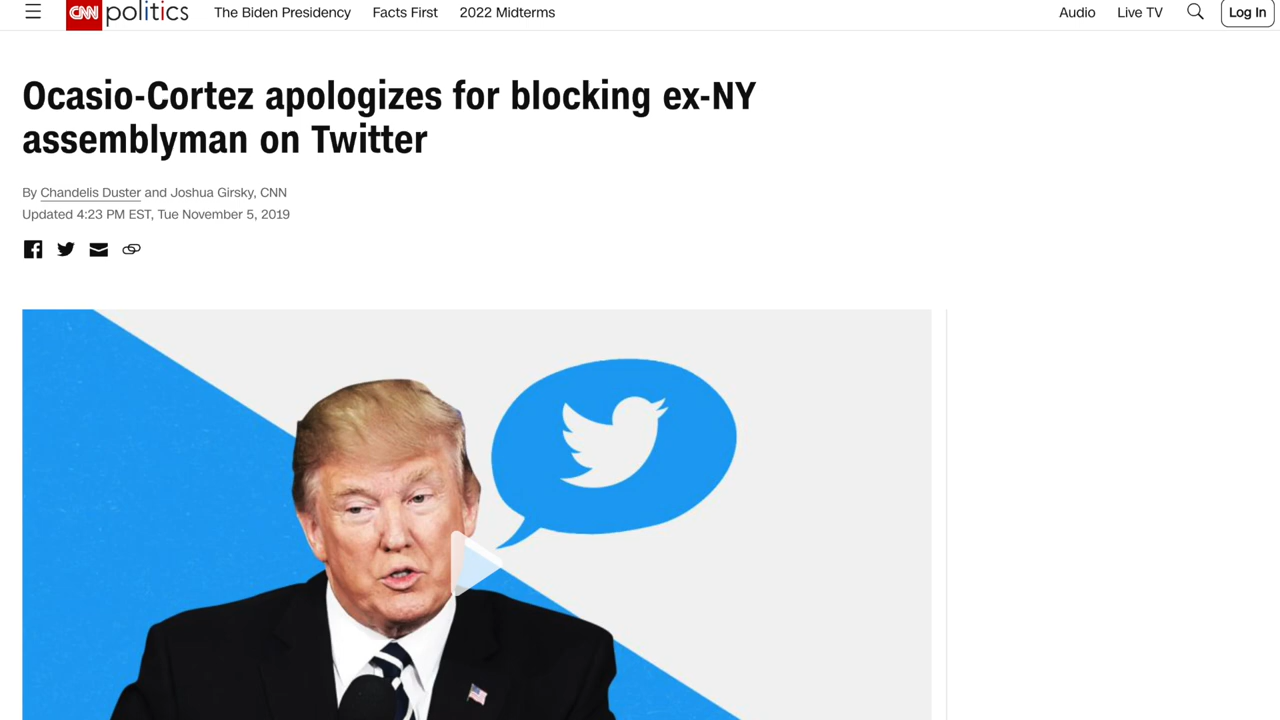 CNN politics The Biden Presidency Facts First 2022 Midterms Audio Live TV Log In
Ocasio-Cortez apologizes for blocking ex-NY
assemblyman on Twitter
By Chandelis Duster and Joshua Girsky, CNN
Updated 4:23 PM EST, Tue November 5, 2019